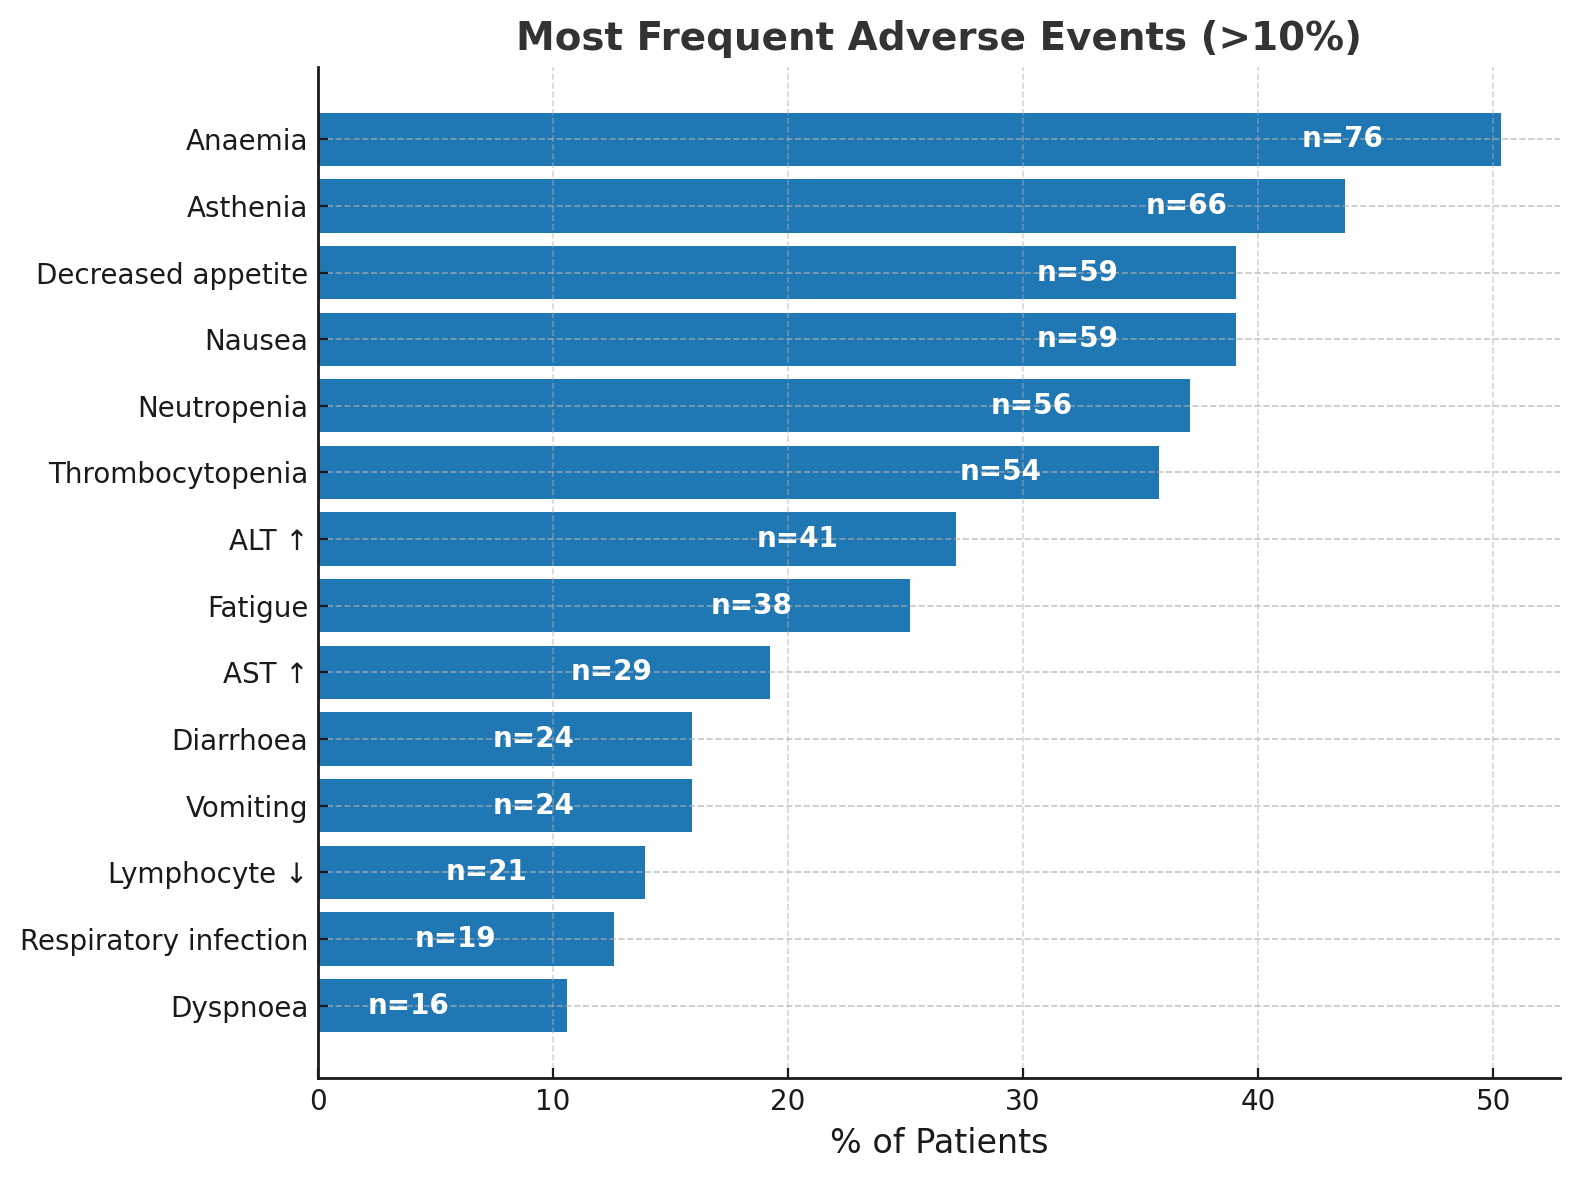 Most Frequent Adverse Events (>10%)
Anaemia n=76
Asthenia n=66
Decreased appetite n=59
Nausea n=59
Neutropenia n=56
Thrombocytopenia n=54
ALT ↑ n=41
Fatigue n=38
AST ↑ n=29
Diarrhoea n=24
Vomiting n=24
Lymphocyte ↓ n=21
Respiratory infection n=19
Dyspnoea n=16
0 10 20 30 40 50
% of Patients